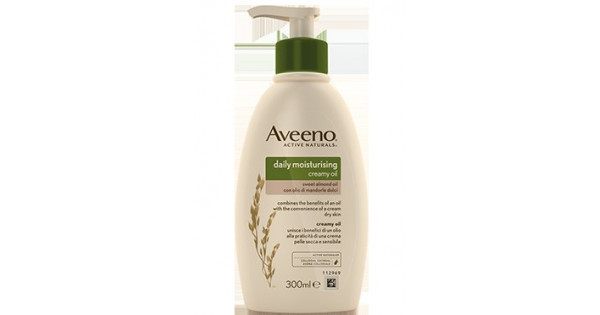 Aveeno.
ACTIVE NATURALS®
daily moisturising
creamy oil
sweet almond oil
con olio di mandorle dolci
combines the benefits of an oil
with the convenience of a cream
dry skin
creamy oil
unisce i benefici di un olio
alla praticità di una crema
pelle secca e sensibile
112968
300ml e